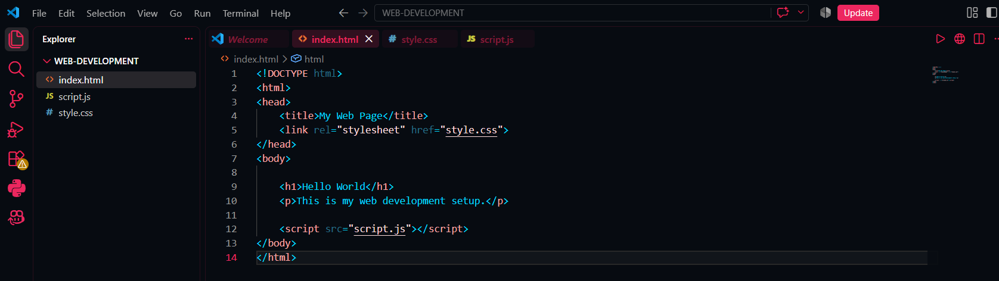 File Edit Selection View Go Run Terminal Help WEB-DEVELOPMENT Update
Explorer
WEB-DEVELOPMENT
index.html
JS script.js
# style.css
Welcome <> index.html # style.css JS script.js
<> index.html > html
1 <!DOCTYPE html>
2 <html>
3 <head>
4     <title>My Web Page</title>
5     <link rel="stylesheet" href="style.css">
6 </head>
7 <body>
8
9     <h1>Hello World</h1>
10     <p>This is my web development setup.</p>
11
12     <script src="script.js"></script>
13 </body>
14 </html>